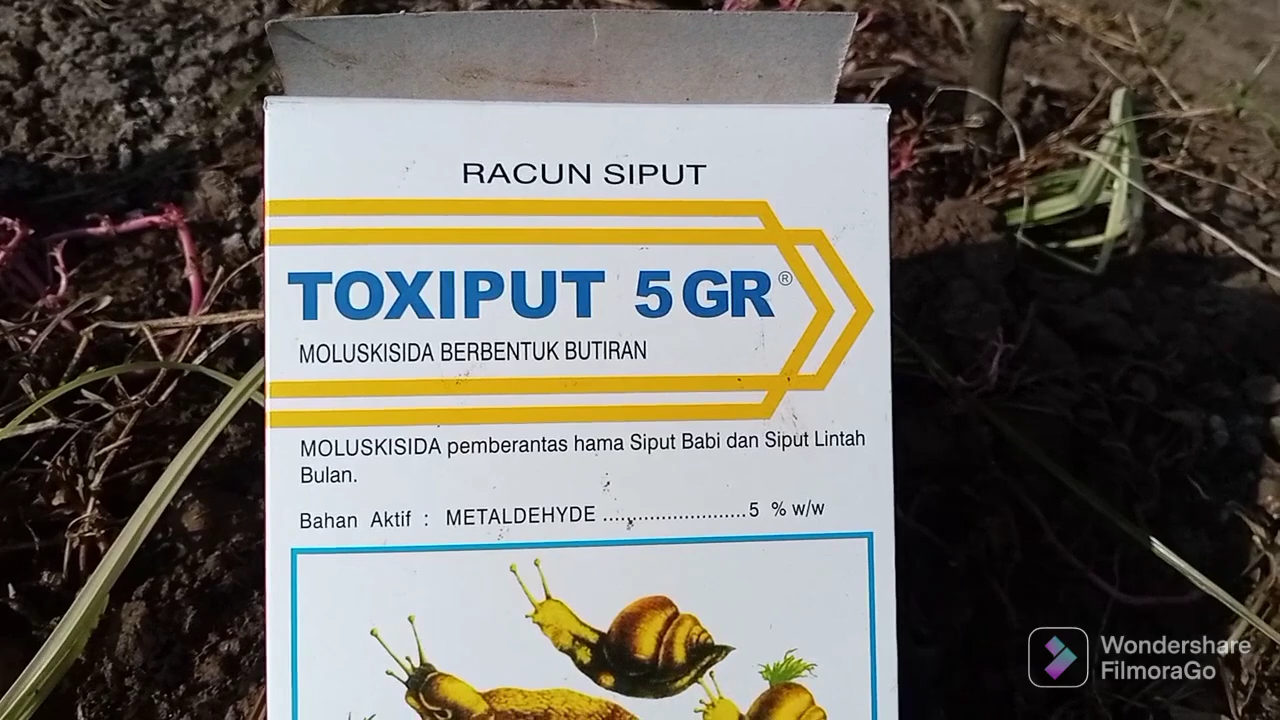 RACUN SIPUT
TOXIPUT 5GR®
MOLUSKISIDA BERBENTUK BUTIRAN
MOLUSKISIDA pemberantas hama Siput Babi dan Siput Lintah
Bulan.
Bahan Aktif : METALDEHYDE ........................5 % w/w
Wondershare
FilmoraGo